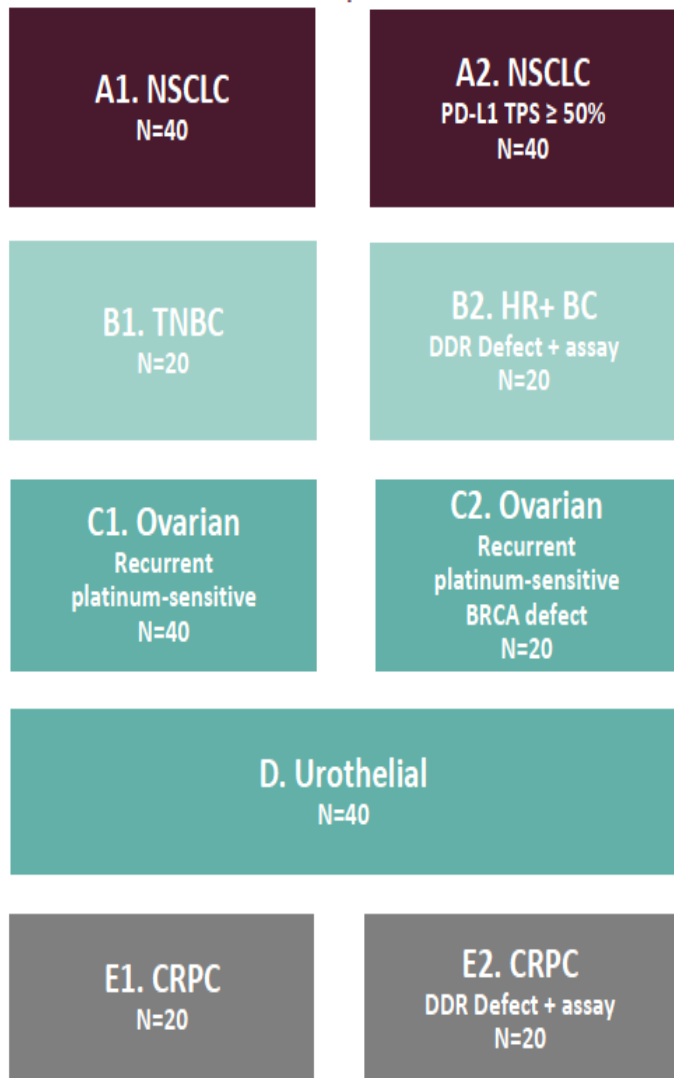 A1. NSCLC
N=40
A2. NSCLC
PD-L1 TPS ≥ 50%
N=40
B1. TNBC
N=20
B2. HR+ BC
DDR Defect + assay
N=20
C1. Ovarian
Recurrent
platinum-sensitive
N=40
C2. Ovarian
Recurrent
platinum-sensitive
BRCA defect
N=20
D. Urothelial
N=40
E1. CRPC
N=20
E2. CRPC
DDR Defect + assay
N=20